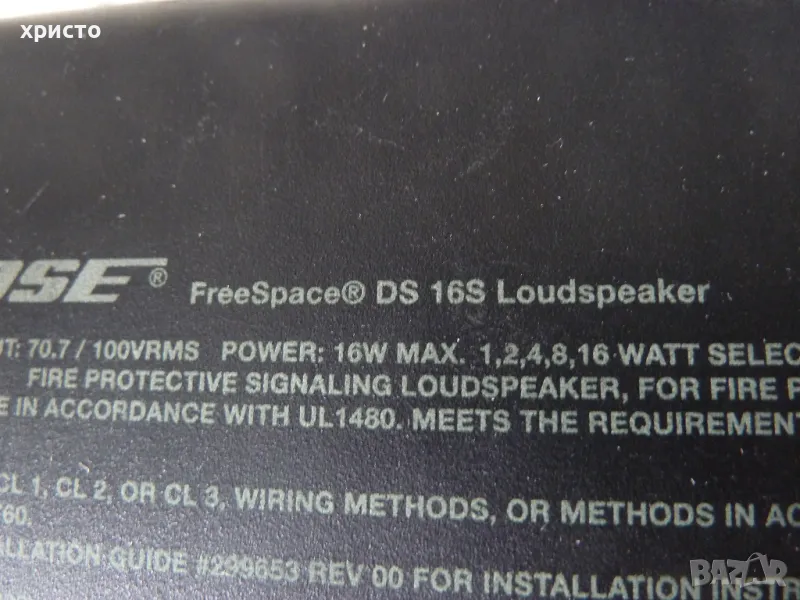 христо
FreeSpace® DS 16S Loudspeaker
70.7 / 100VRMS POWER: 16W MAX. 1,2,4,8,16 WATT
FIRE PROTECTIVE SIGNALING LOUDSPEAKER, FOR FIRE
IN ACCORDANCE WITH UL1480. MEETS THE
CL 1, CL 2, OR CL 3, WIRING METHODS, OR METHODS IN
GUIDE #299653 REV 00 FOR INSTALLATION
BAZAR